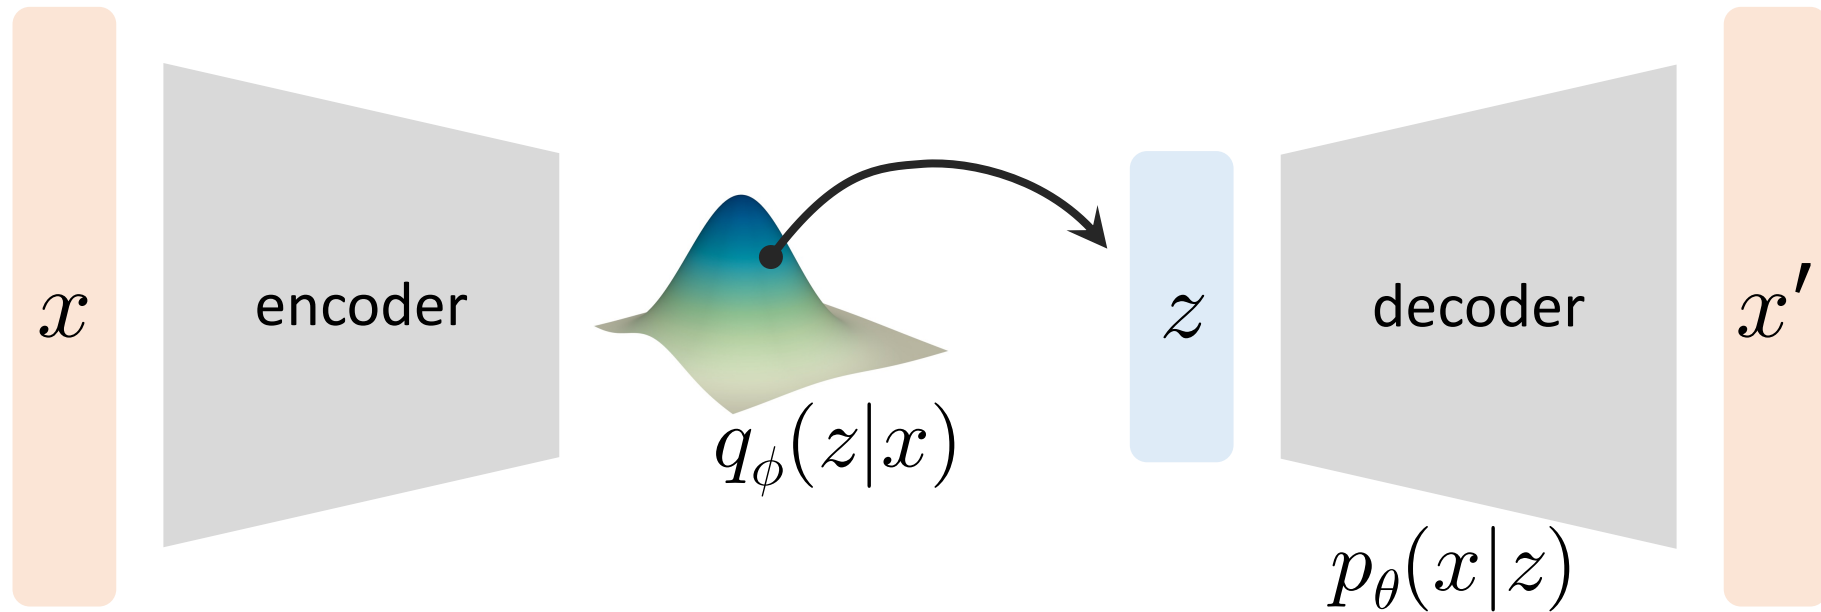 x
encoder
q_ϕ(z|x)
z
decoder
p_θ(x|z)
x′